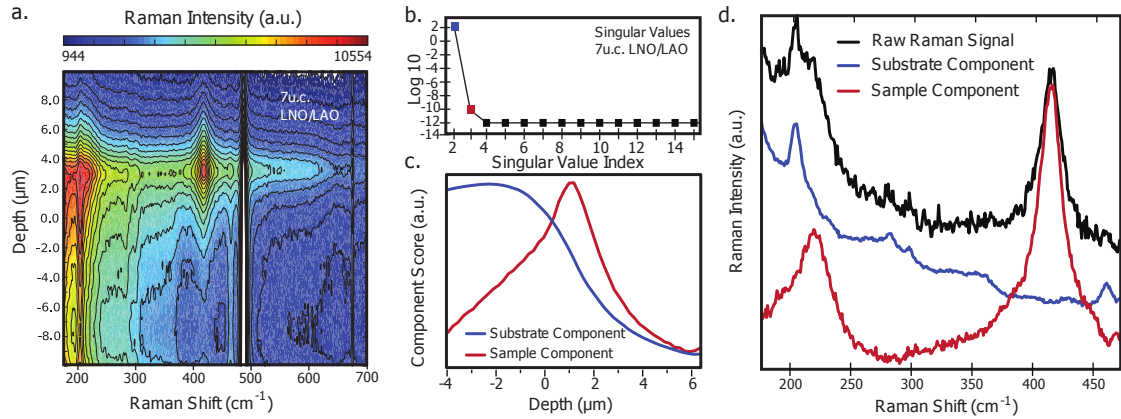 a.
Raman Intensity (a.u.)
944
10554
7u.c.
LNO/LAO
8.0
6.0
4.0
2.0
0.0
-2.0
-4.0
-6.0
-8.0
Depth (µm)
200 300 400 500 600 700
Raman Shift (cm⁻¹)
b.
Singular Values
7u.c. LNO/LAO
2
0
-2
-4
-6
-8
-10
-12
14
Log 10
2 4 6 8 10 12 14
Singular Value Index
c.
Component Score (a.u.)
Substrate Component
Sample Component
-4 -2 0 2 4 6
Depth (µm)
d.
Raw Raman Signal
Substrate Component
Sample Component
Raman Intensity (a.u.)
200 250 300 350 400 450
Raman Shift (cm⁻¹)